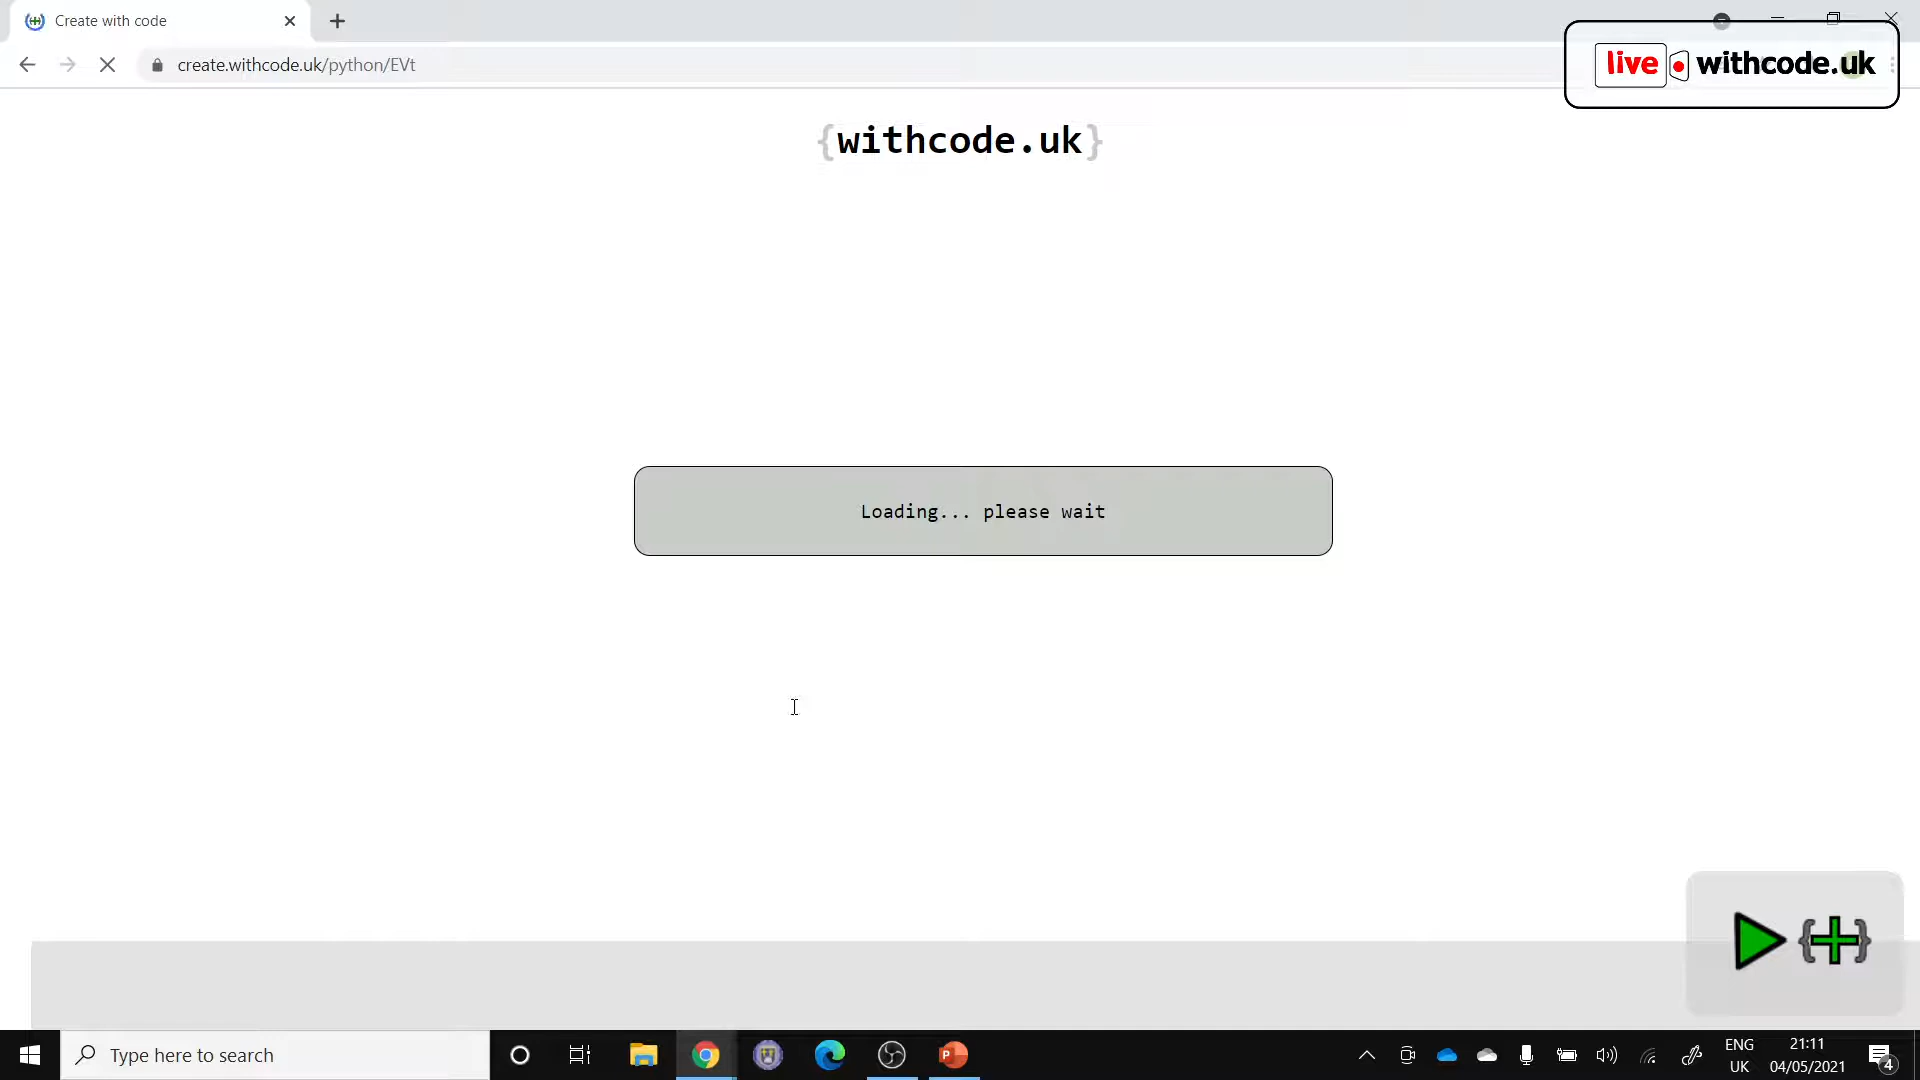 Create with code
create.withcode.uk/python/EVt
live withcode.uk
{withcode.uk}
Loading... please wait
Type here to search
ENG
UK
21:11
04/05/2021
4